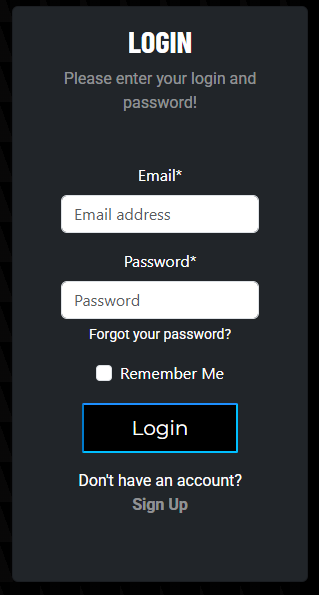 LOGIN
Please enter your login and
password!
Email*
Email address
Password*
Password
Forgot your password?
Remember Me
Login
Don't have an account?
Sign Up